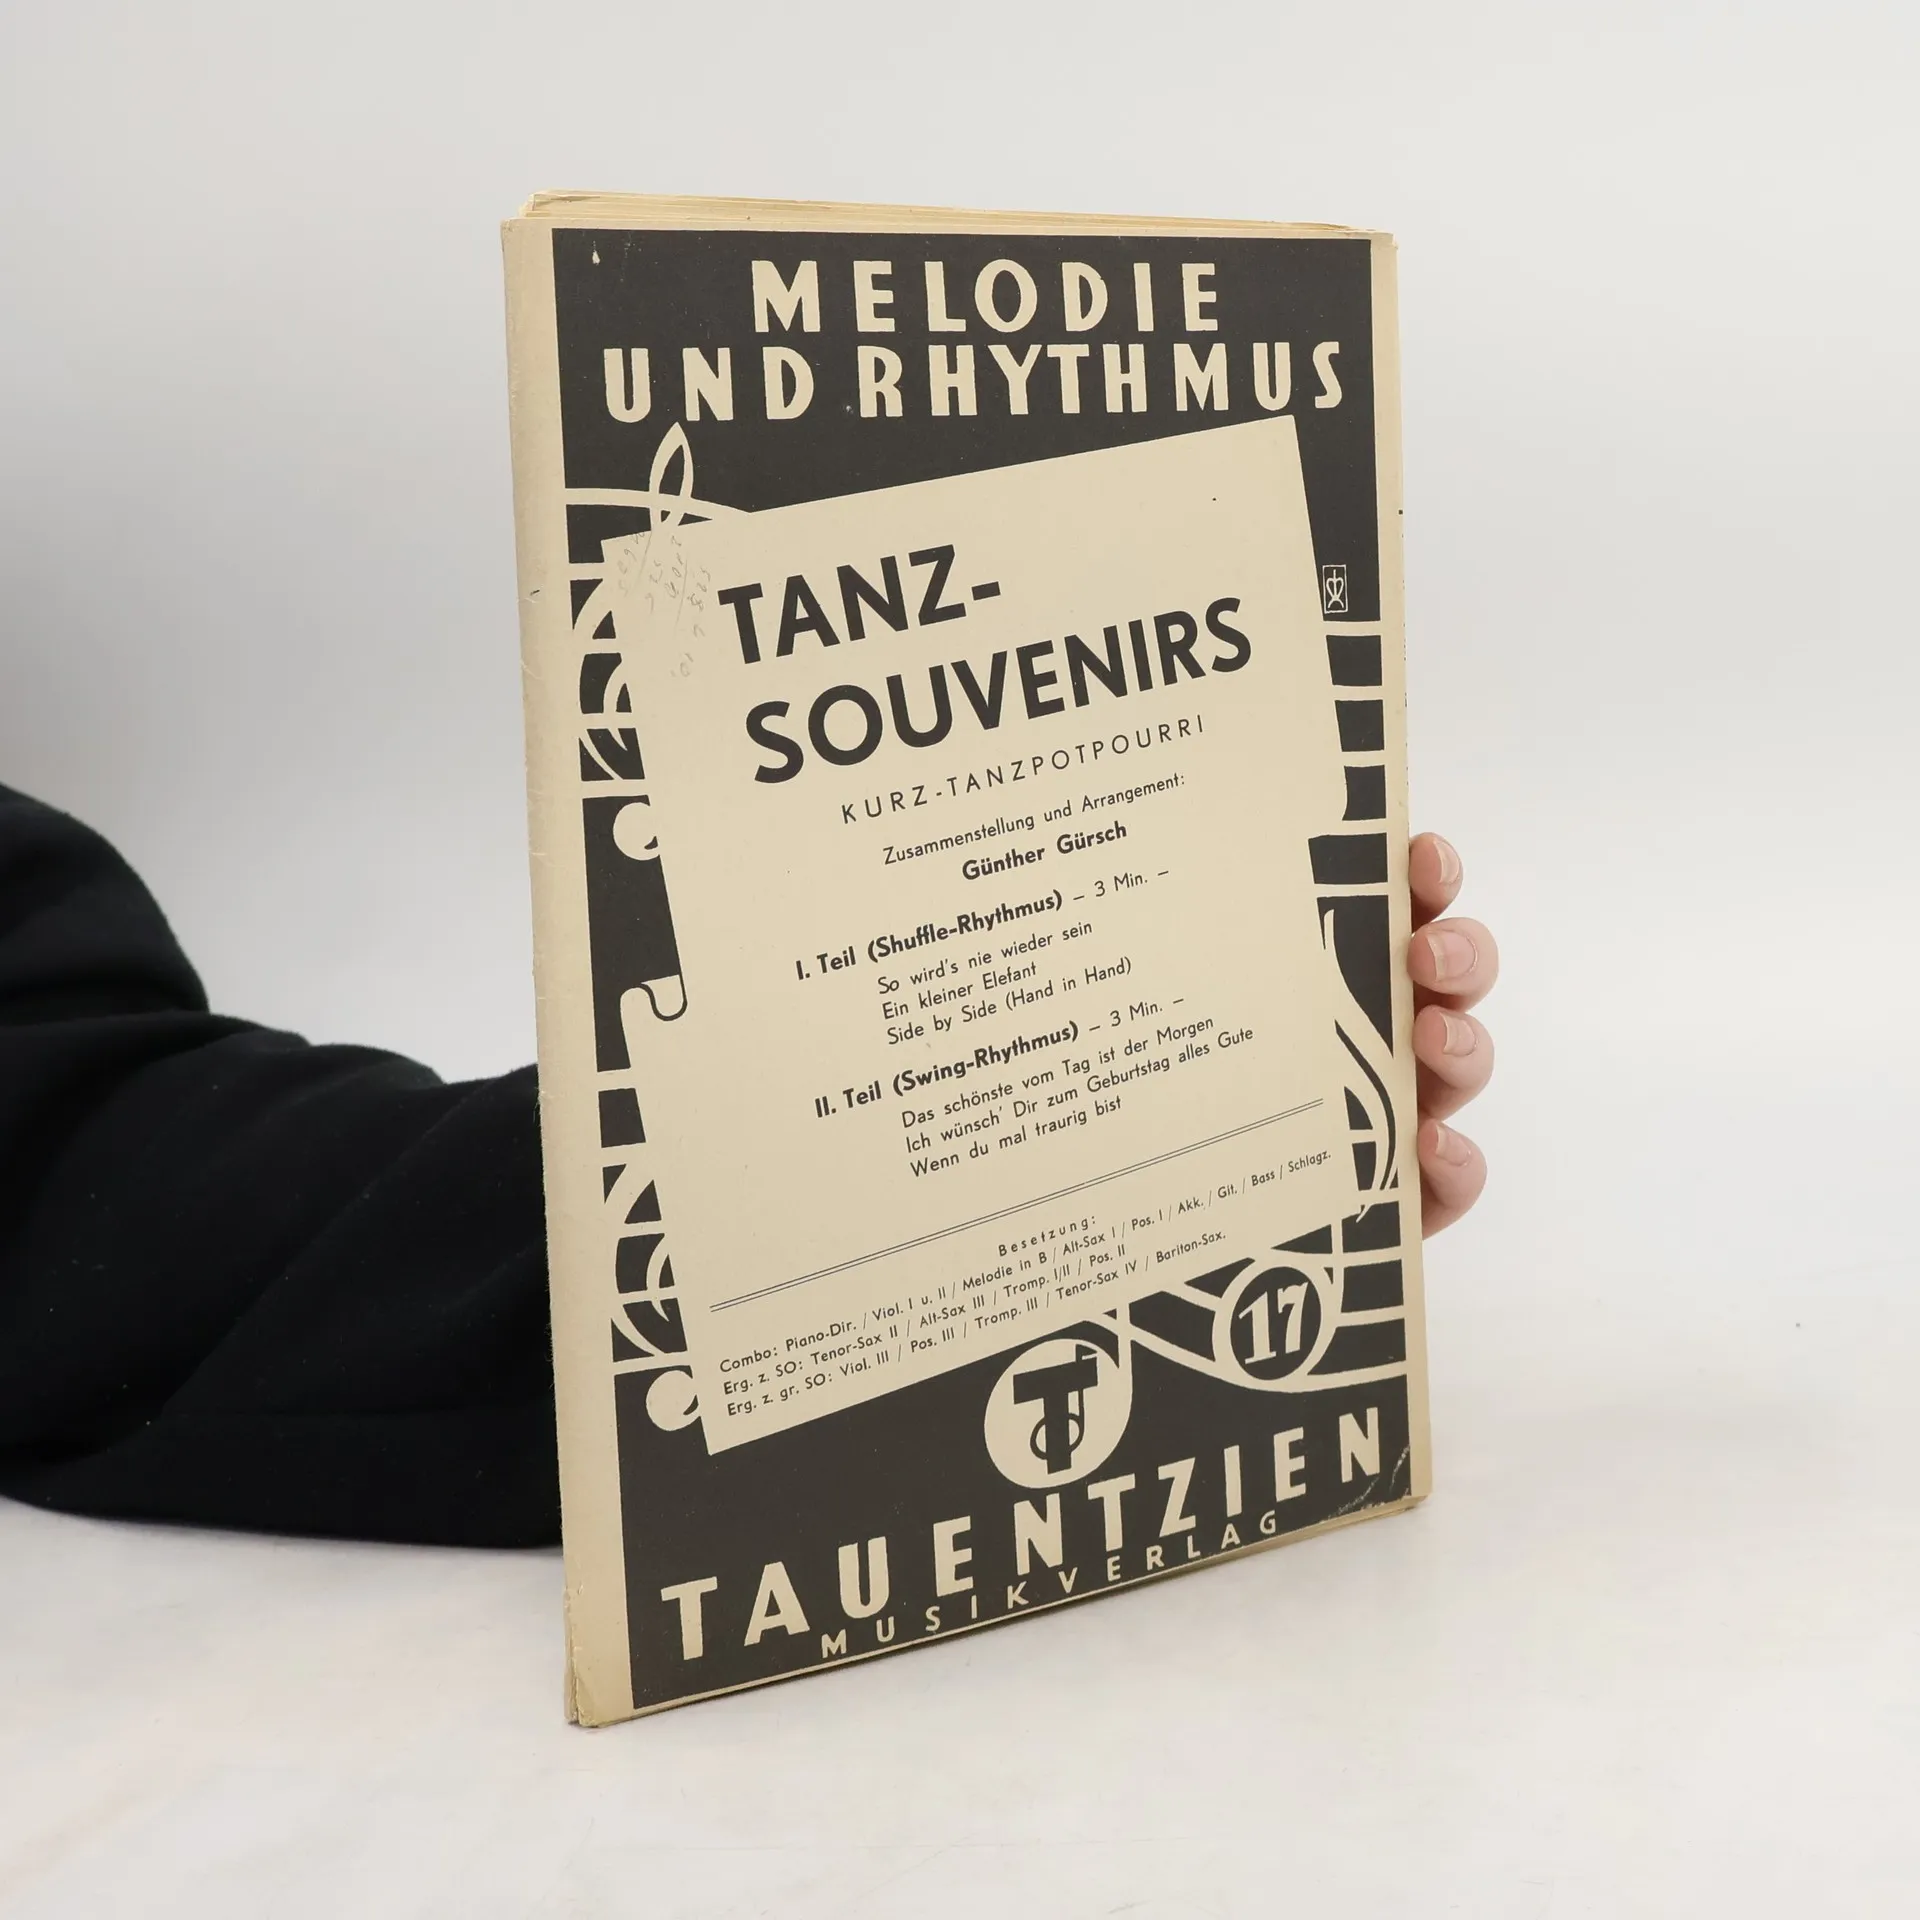 MELODIE
UND RHYTHMUS
TANZ-
SOUVENIRS
KURZ-TANZPOTPOURRI
Zusammenstellung und Arrangement:
Günther Gürsch
I. Teil (Shuffle-Rhythmus) – 3 Min. –
So wird's nie wieder sein
Ein kleiner Elefant
Side by Side (Hand in Hand)
II. Teil (Swing-Rhythmus) – 3 Min. –
Das schönste vom Tag ist der Morgen
Ich wünsch' Dir zum Geburtstag alles Gute
Wenn du mal traurig bist
Besetzung:
Combo: Piano-Dir. / Viol. I u. II / Melodie in B / Alt-Sax I / Pos. I / Akk. / Git. / Bass / Schlagz.
Erg. z. SO: Tenor-Sax II / Alt-Sax III / Tromp. I/II / Pos. II
Erg. z. gr. SO: Viol. III / Pos. III / Tromp. III / Tenor-Sax IV / Bariton-Sax.
17
TAUENTZIEN
MUSIKVERLAG